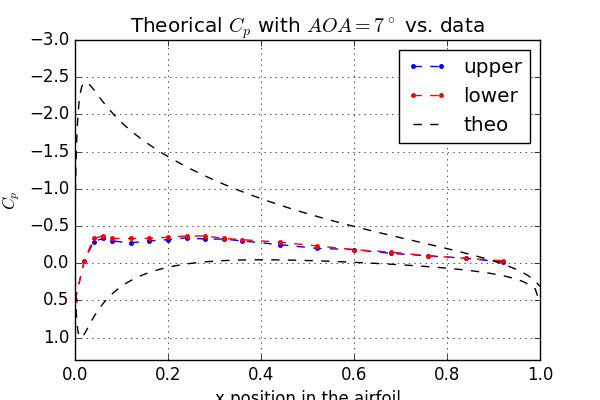 Theorical $C_p$ with $AOA = 7^\circ$ vs. data
upper
lower
theo
−3.0
−2.5
−2.0
−1.5
−1.0
−0.5
0.0
0.5
1.0
$C_p$
0.0 0.2 0.4 0.6 0.8 1.0
x position in the airfoil